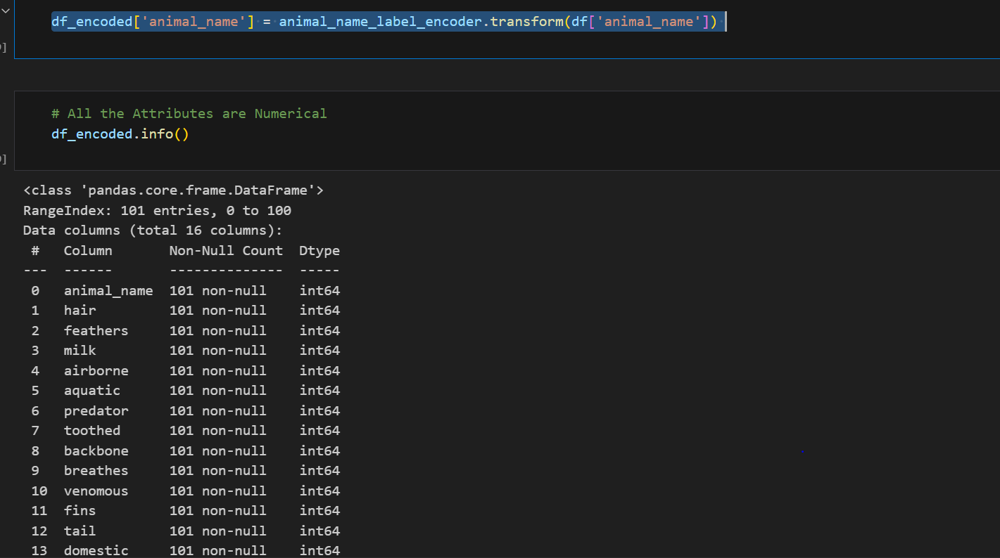 df_encoded['animal_name'] = animal_name_label_encoder.transform(df['animal_name'])
]
# All the Attributes are Numerical
df_encoded.info()
]
<class 'pandas.core.frame.DataFrame'>
RangeIndex: 101 entries, 0 to 100
Data columns (total 16 columns):
 #   Column       Non-Null Count  Dtype
---  ------       --------------  -----
 0   animal_name  101 non-null    int64
 1   hair         101 non-null    int64
 2   feathers     101 non-null    int64
 3   milk         101 non-null    int64
 4   airborne     101 non-null    int64
 5   aquatic      101 non-null    int64
 6   predator     101 non-null    int64
 7   toothed      101 non-null    int64
 8   backbone     101 non-null    int64
 9   breathes     101 non-null    int64
 10  venomous     101 non-null    int64
 11  fins         101 non-null    int64
 12  tail         101 non-null    int64
 13  domestic     101 non-null    int64